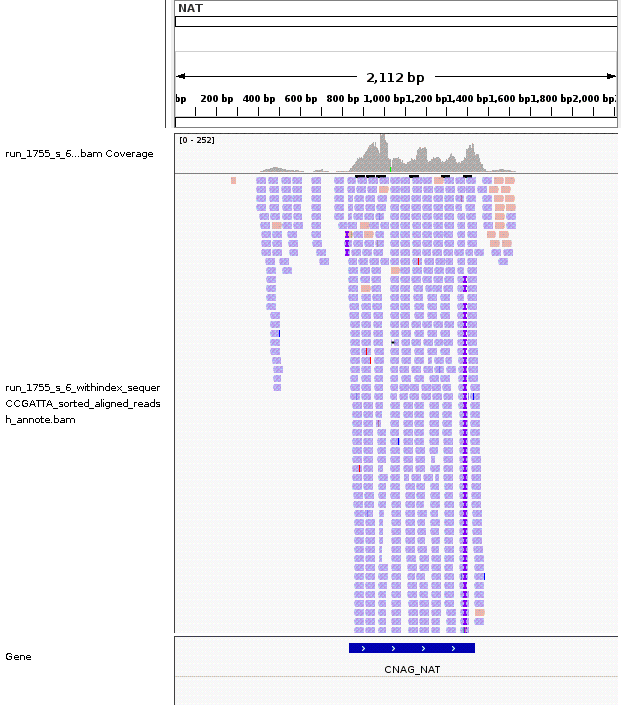 NAT
2,112 bp
bp 200 bp 400 bp 600 bp 800 bp 1,000 bp 1,200 bp 1,400 bp 1,600 bp 1,800 bp 2,000 bp
[0 - 252]
run_1755_s_6...bam Coverage
run_1755_s_6_withindex_sequer
CCGATTA_sorted_aligned_reads
h_annote.bam
Gene
CNAG_NAT